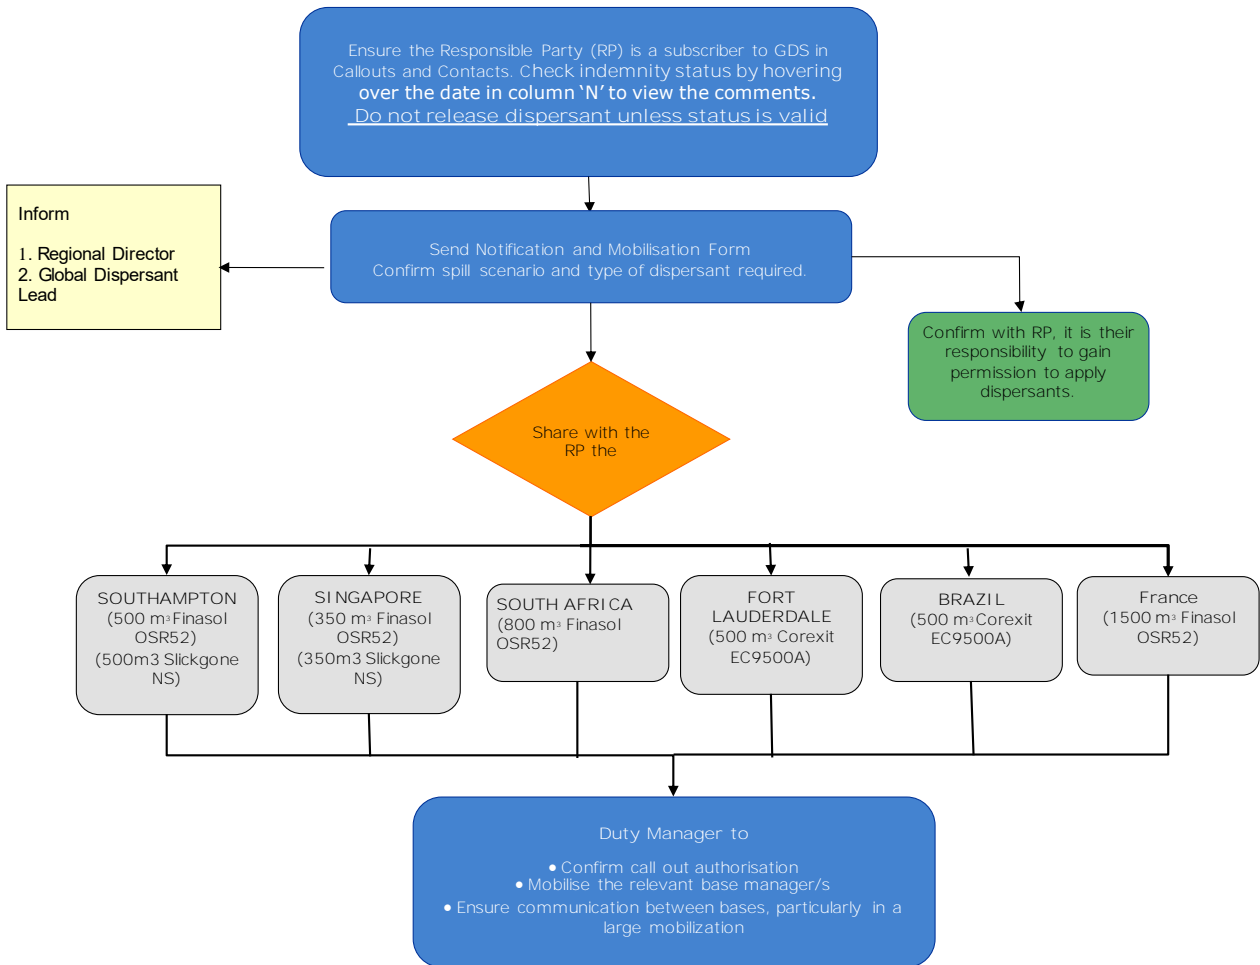 Ensure the Responsible Party (RP) is a subscriber to GDS in
Callouts and Contacts. Check indemnity status by hovering
over the date in column ‘N’ to view the comments.
Do not release dispersant unless status is valid
Inform
1. Regional Director
2. Global Dispersant
Lead
Send Notification and Mobilisation Form
Confirm spill scenario and type of dispersant required.
Confirm with RP, it is their
responsibility to gain
permission to apply
dispersants.
Share with the
RP the
SOUTHAMPTON
(500 m³ Finasol
OSR52)
(500m3 Slickgone
NS)
SINGAPORE
(350 m³ Finasol
OSR52)
(350m3 Slickgone
NS)
SOUTH AFRICA
(800 m³ Finasol
OSR52)
FORT
LAUDERDALE
(500 m³ Corexit
EC9500A)
BRAZIL
(500 m³ Corexit
EC9500A)
France
(1500 m³ Finasol
OSR52)
Duty Manager to
• Confirm call out authorisation
• Mobilise the relevant base manager/s
• Ensure communication between bases, particularly in a
large mobilization